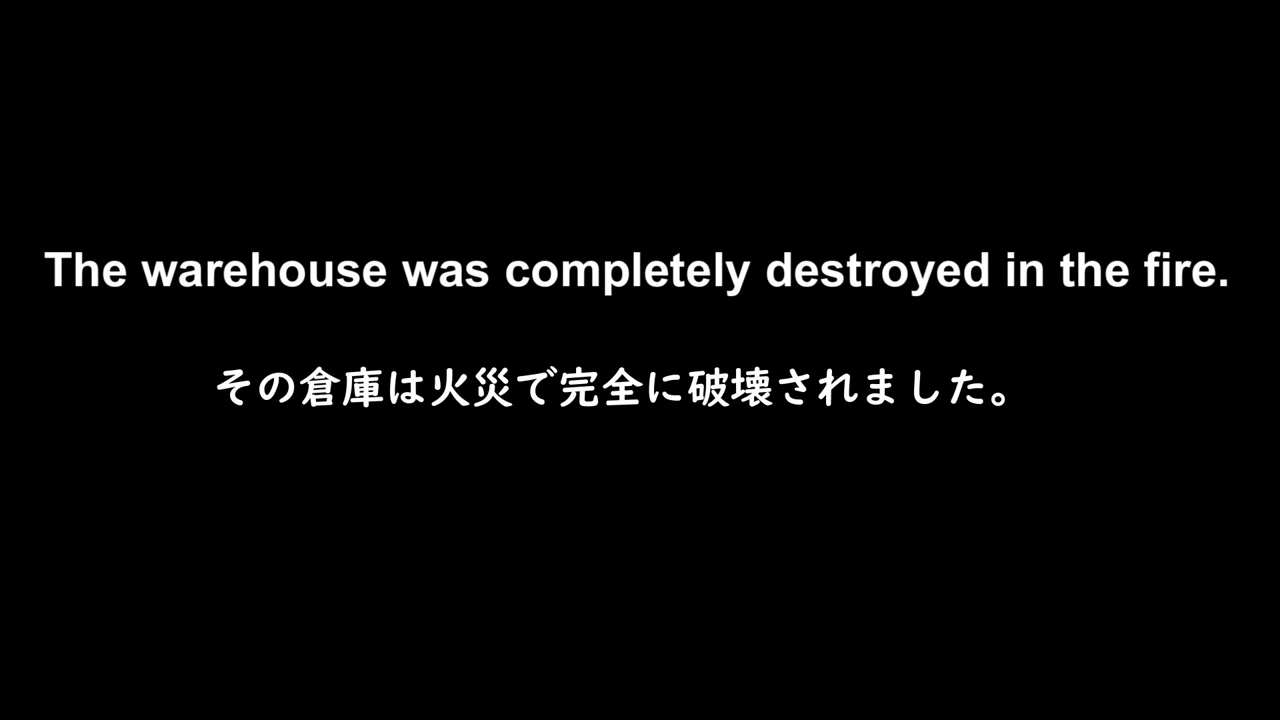 The warehouse was completely destroyed in the fire.
その倉庫は火災で完全に破壊されました。